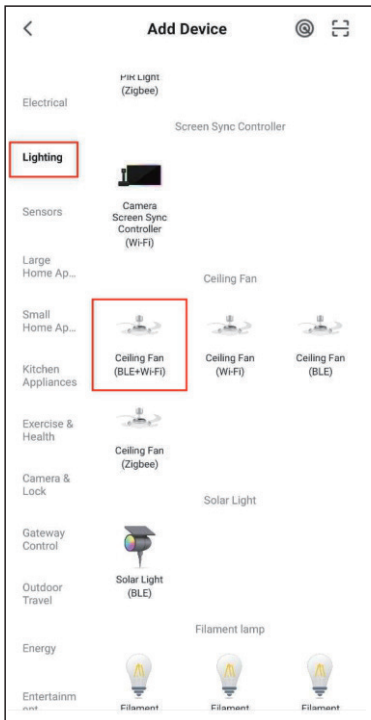 Add Device
Electrical
Lighting
Sensors
Large
Home Ap...
Small
Home Ap...
Kitchen
Appliances
Exercise &
Health
Camera &
Lock
Gateway
Control
Outdoor
Travel
Energy
Entertainm
ent
PIR Light
(Zigbee)
Screen Sync Controller
Camera
Screen Sync
Controller
(Wi-Fi)
Ceiling Fan
Ceiling Fan
(BLE+Wi-Fi)
Ceiling Fan
(Wi-Fi)
Ceiling Fan
(BLE)
Ceiling Fan
(Zigbee)
Solar Light
Solar Light
(BLE)
Filament lamp
Filament
Filament
Filament